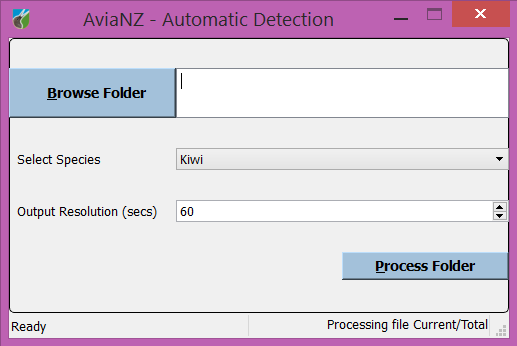 AviaNZ - Automatic Detection
Browse Folder
Select Species Kiwi
Output Resolution (secs) 60
Process Folder
Ready Processing file Current/Total